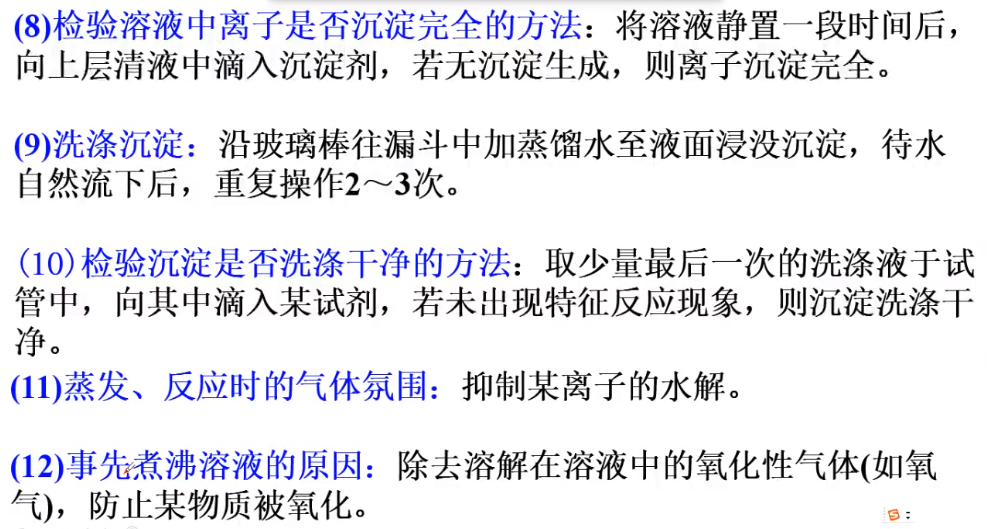 (8)检验溶液中离子是否沉淀完全的方法：将溶液静置一段时间后，
向上层清液中滴入沉淀剂，若无沉淀生成，则离子沉淀完全。
(9)洗涤沉淀：沿玻璃棒往漏斗中加蒸馏水至液面浸没沉淀，待水
自然流下后，重复操作2～3次。
(10)检验沉淀是否洗涤干净的方法：取少量最后一次的洗涤液于试
管中，向其中滴入某试剂，若未出现特征反应现象，则沉淀洗涤干
净。
(11)蒸发、反应时的气体氛围：抑制某离子的水解。
(12)事先煮沸溶液的原因：除去溶解在溶液中的氧化性气体(如氧
气)，防止某物质被氧化。